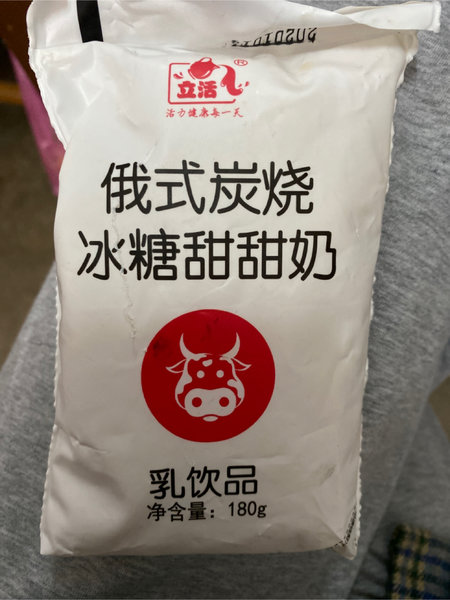 立活
R
活力健康每一天
俄式炭烧
冰糖甜甜奶
乳饮品
净含量：180g